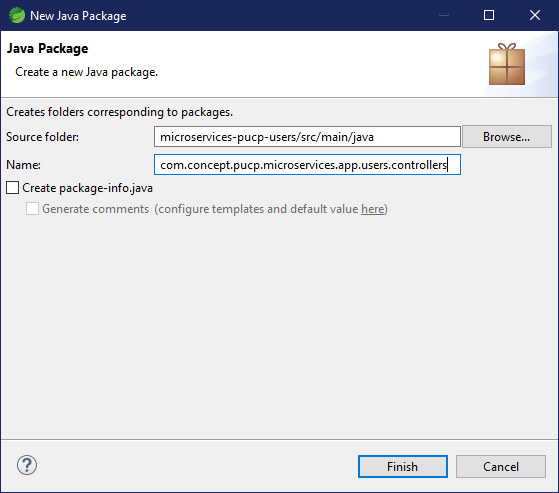 New Java Package
Java Package
Create a new Java package.
Creates folders corresponding to packages.
Source folder: microservices-pucp-users/src/main/java Browse...
Name: com.concept.pucp.microservices.app.users.controllers
Create package-info.java
Generate comments (configure templates and default value here)
? Finish Cancel